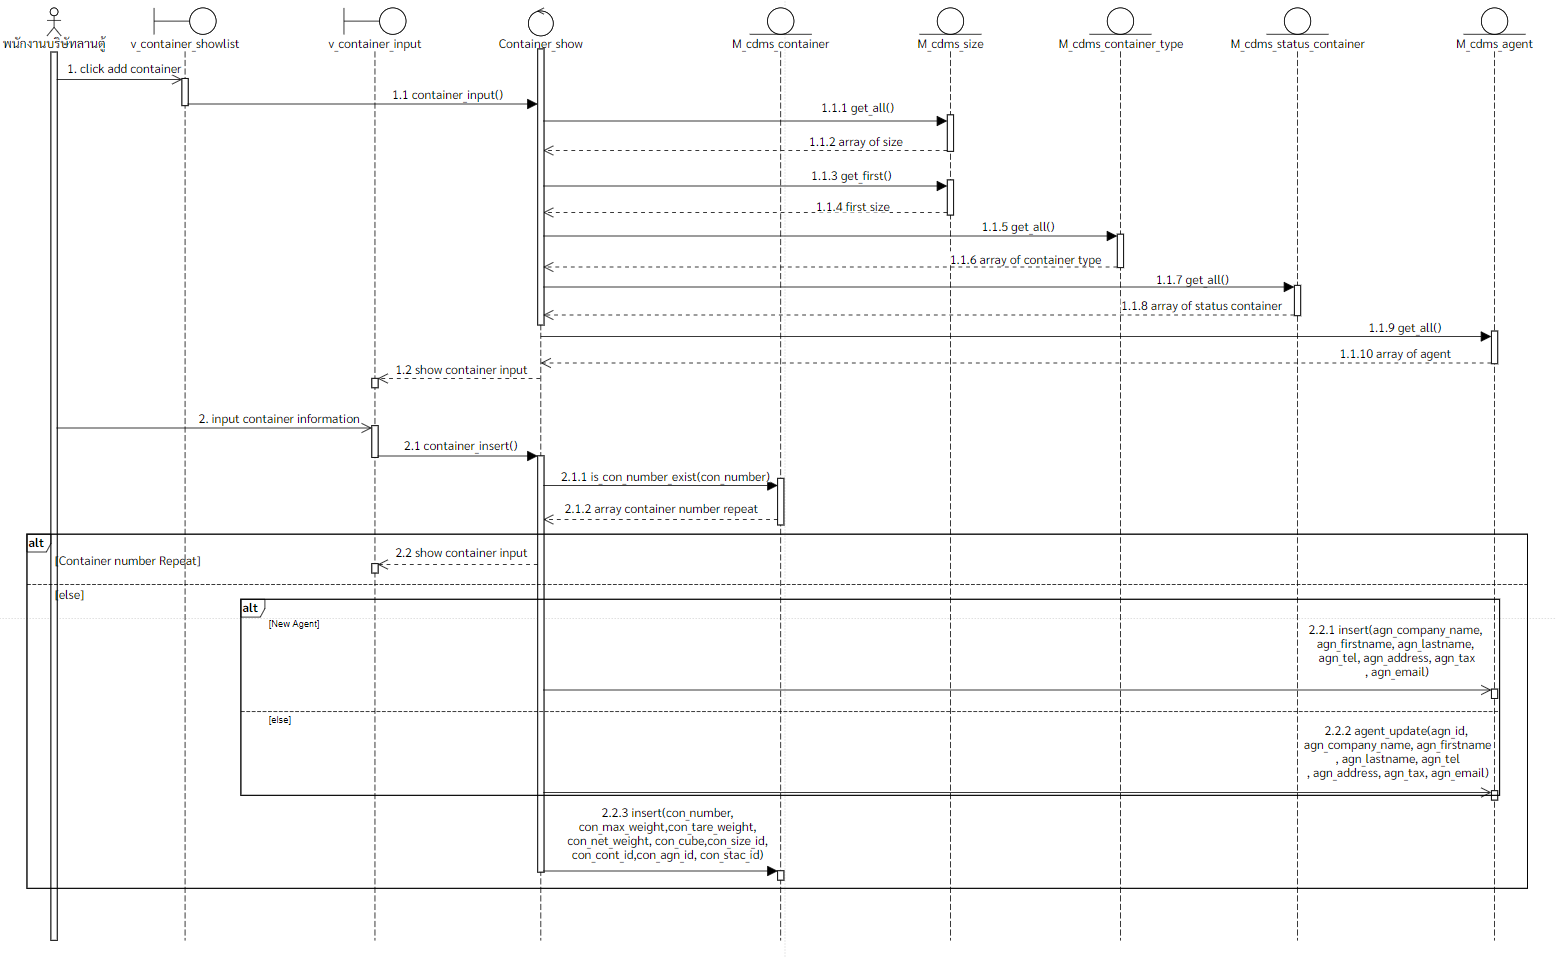 พนักงานบริษัทลานตู้
v_container_showlist
v_container_input
Container_show
M_cdms_container
M_cdms_size
M_cdms_container_type
M_cdms_status_container
M_cdms_agent
1. click add container
1.1 container_input()
1.1.1 get_all()
1.1.2 array of size
1.1.3 get_first()
1.1.4 first size
1.1.5 get_all()
1.1.6 array of container type
1.1.7 get_all()
1.1.8 array of status container
1.1.9 get_all()
1.1.10 array of agent
1.2 show container input
2. input container information
2.1 container_insert()
2.1.1 is_con_number_exist(con_number)
2.1.2 array container number repeat
alt
[Container number Repeat]
2.2 show container input
[else]
alt
[New Agent]
2.2.1 insert(agn_company_name,
agn_firstname, agn_lastname,
agn_tel, agn_address, agn_tax
, agn_email)
[else]
2.2.2 agent_update(agn_id,
agn_company_name, agn_firstname
, agn_lastname, agn_tel
, agn_address, agn_tax, agn_email)
2.2.3 insert(con_number,
con_max_weight,con_tare_weight,
con_net_weight, con_cube,con_size_id,
con_cont_id,con_agn_id, con_stac_id)